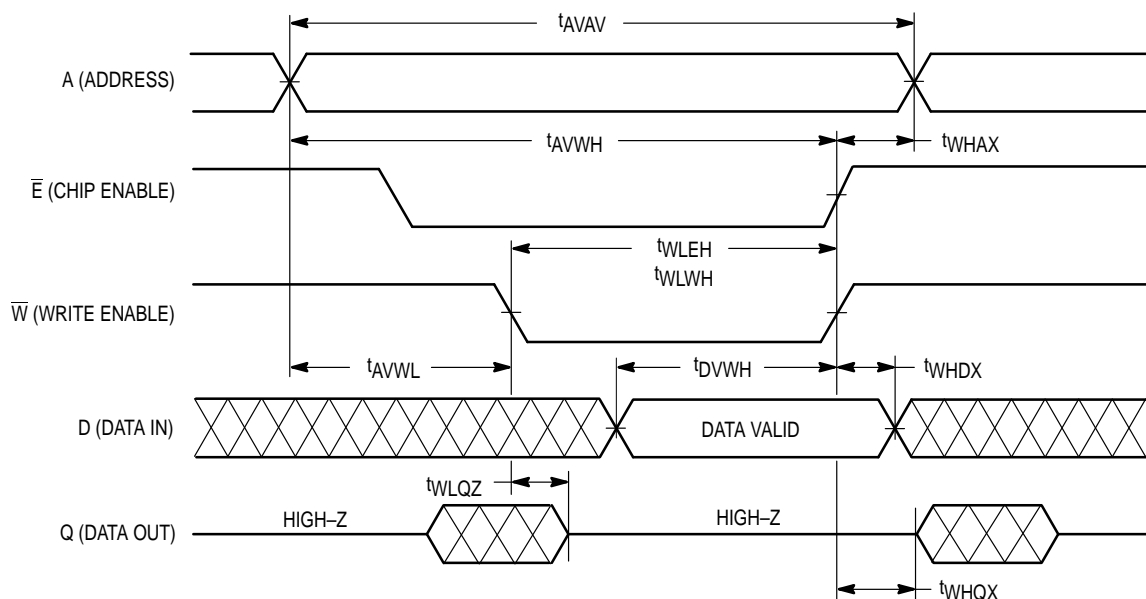 tAVAV
A (ADDRESS)
tAVWH
tWHAX
E̅ (CHIP ENABLE)
tWLEH
tWLWH
W̅ (WRITE ENABLE)
tAVWL
tDVWH
tWHDX
D (DATA IN)
DATA VALID
tWLQZ
Q (DATA OUT)
HIGH–Z
HIGH–Z
tWHQX